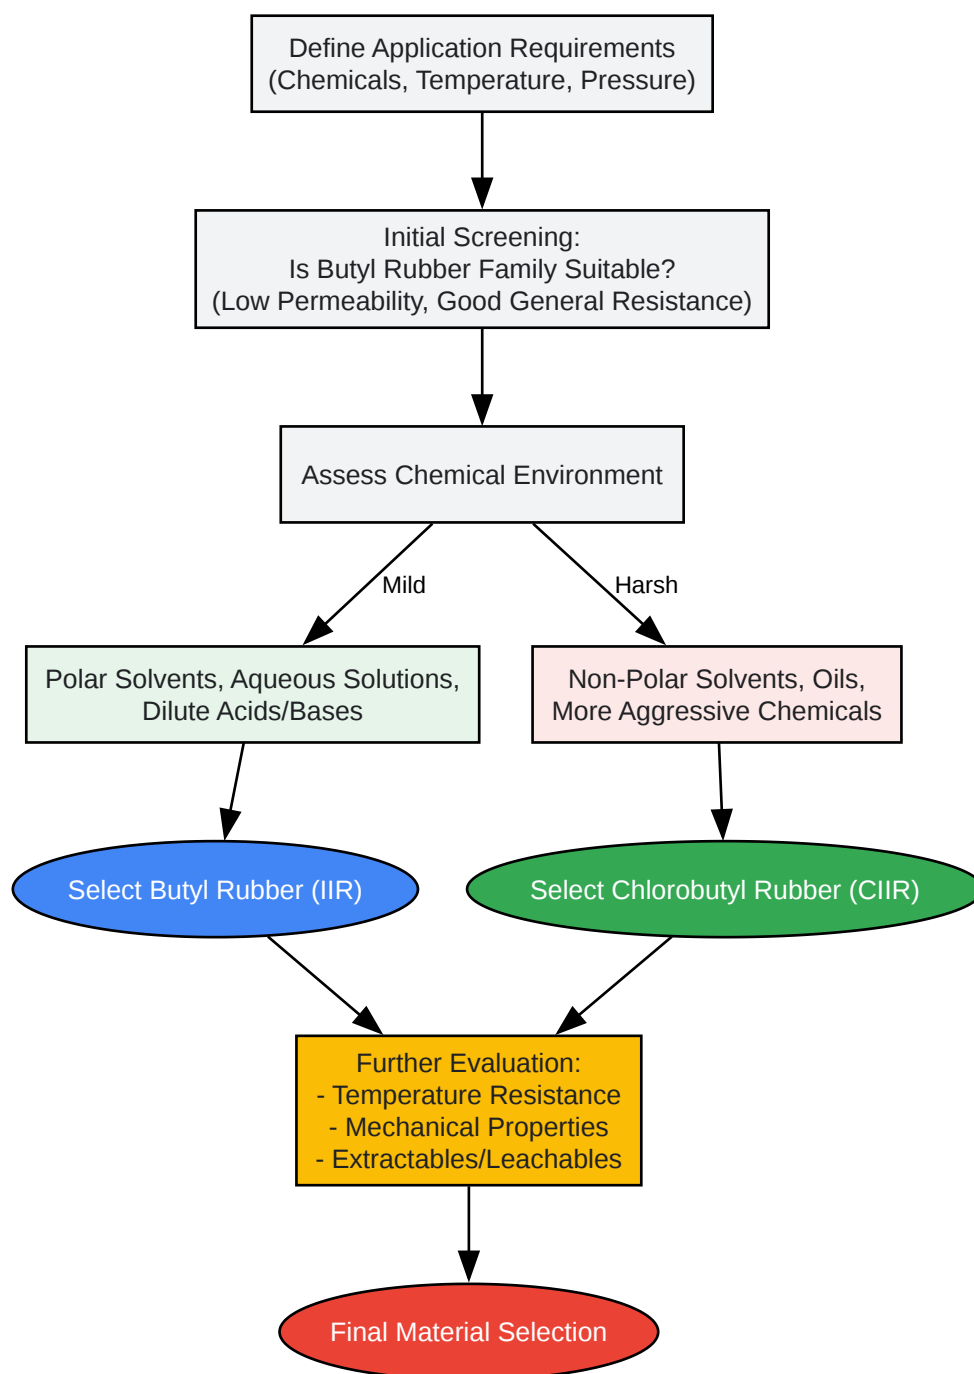 Define Application Requirements
(Chemicals, Temperature, Pressure)
Initial Screening:
Is Butyl Rubber Family Suitable?
(Low Permeability, Good General Resistance)
Assess Chemical Environment
Mild
Harsh
Polar Solvents, Aqueous Solutions,
Dilute Acids/Bases
Non-Polar Solvents, Oils,
More Aggressive Chemicals
Select Butyl Rubber (IIR)
Select Chlorobutyl Rubber (CIIR)
Further Evaluation:
- Temperature Resistance
- Mechanical Properties
- Extractables/Leachables
Final Material Selection